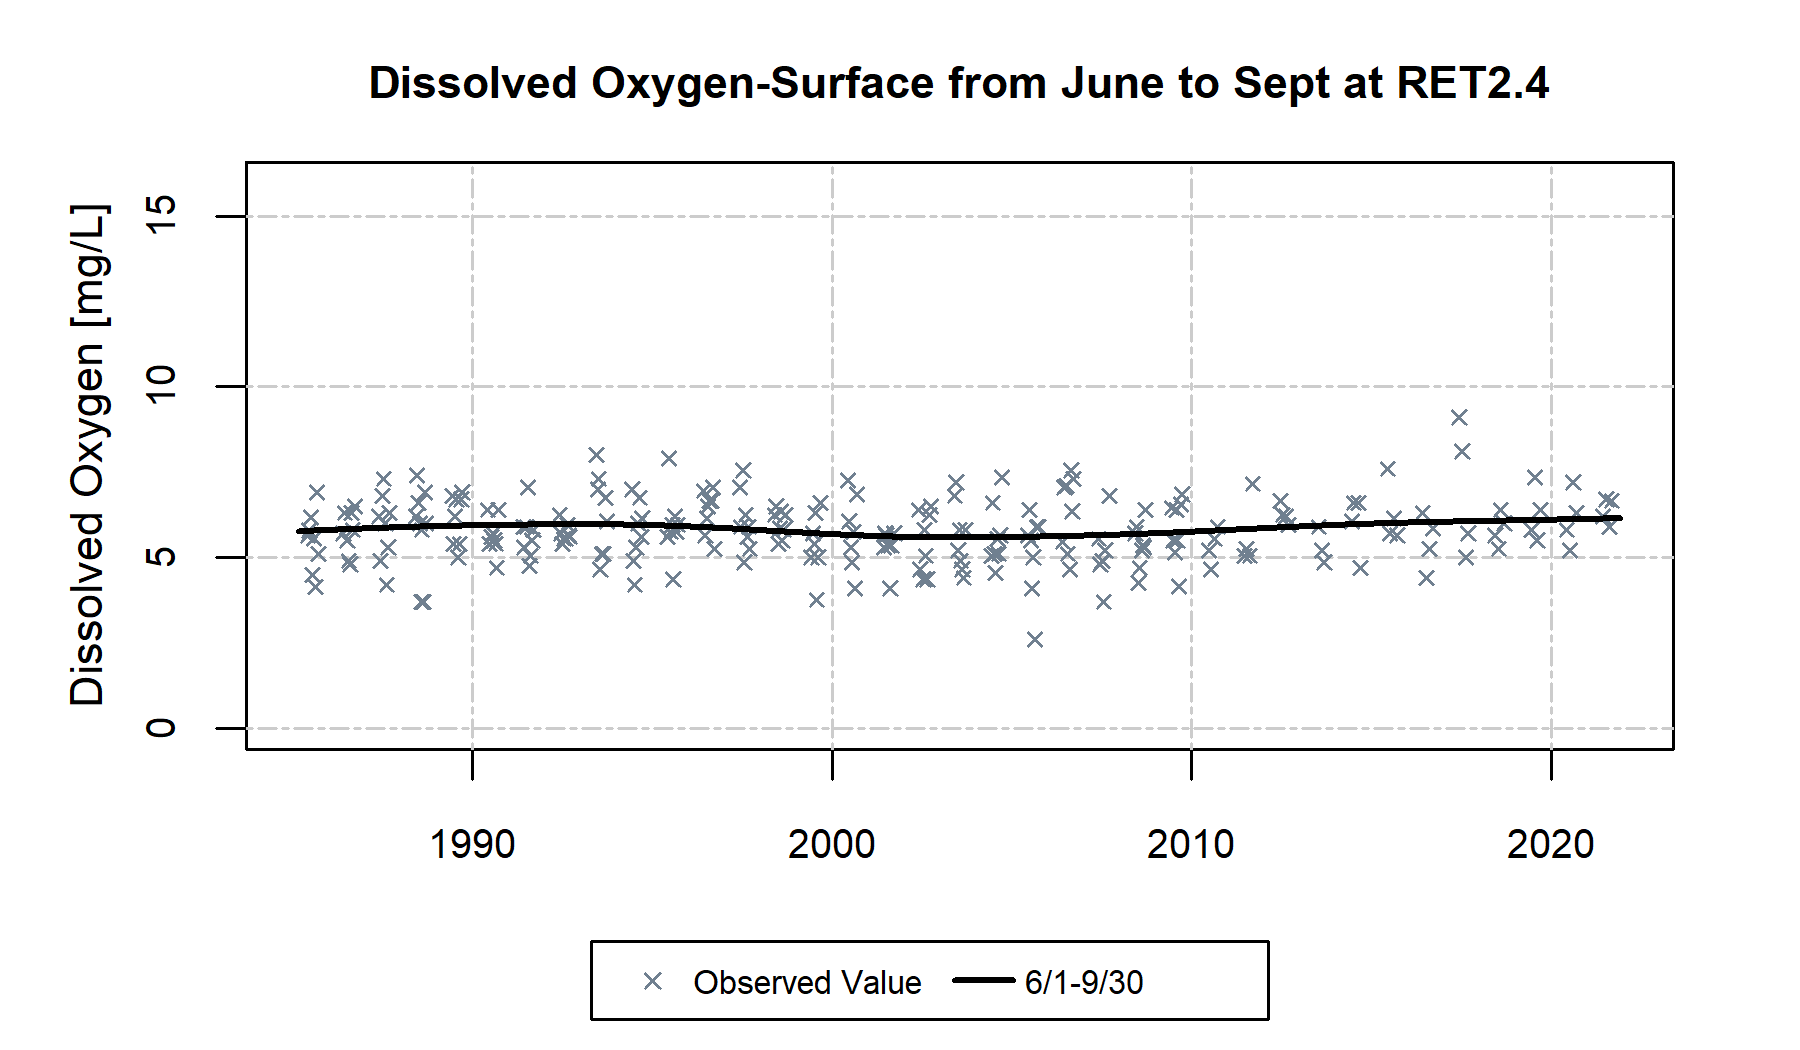 Dissolved Oxygen-Surface from June to Sept at RET2.4
Dissolved Oxygen [mg/L]
15
10
5
0
1990 2000 2010 2020
Observed Value 6/1-9/30